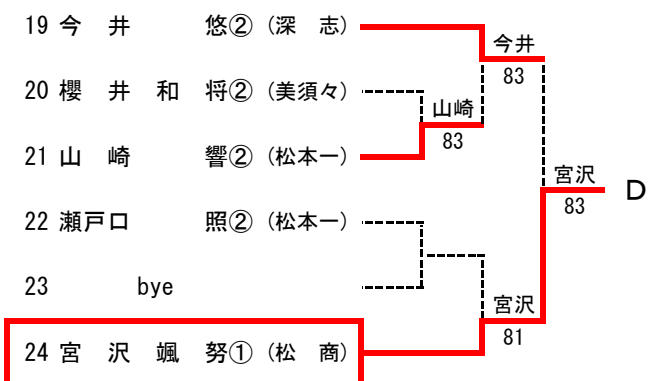 19 今 井 悠② (深 志)
今井
83
20 櫻 井 和 将② (美須々)
山崎
83
21 山 崎 響② (松本一)
宮沢
83
D
22 瀬戸口 照② (松本一)
23 bye
宮沢
81
24 宮 沢 颯 努① (松 商)